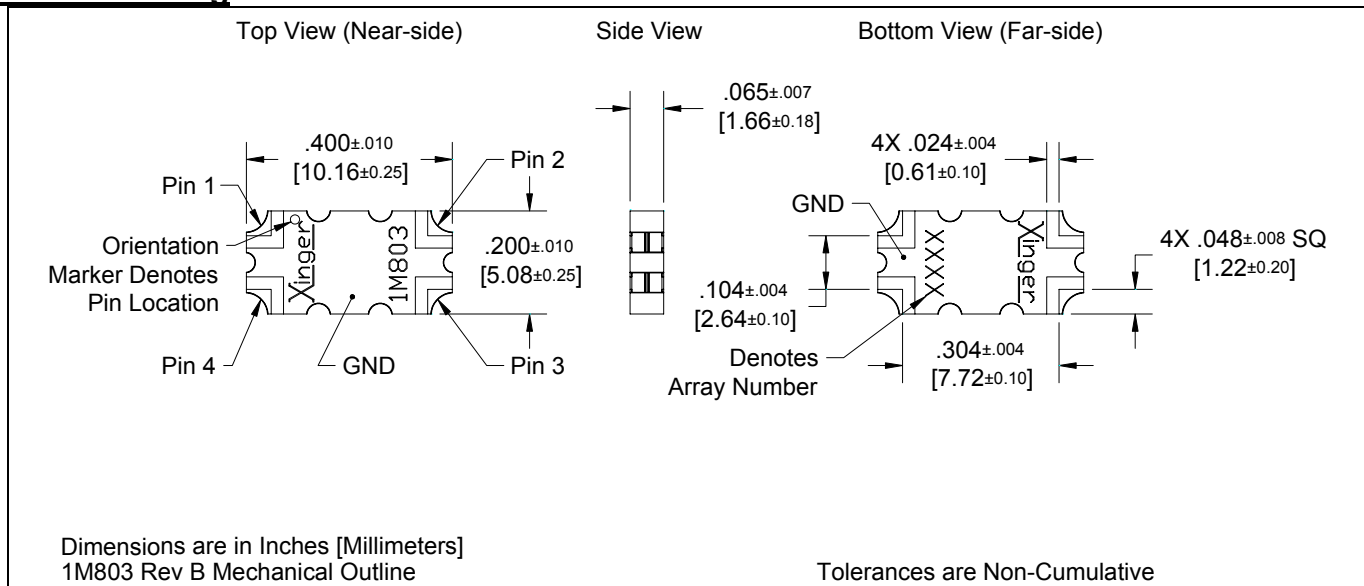 Top View (Near-side)
Side View
Bottom View (Far-side)
.065±.007
[1.66±0.18]
.400±.010
[10.16±0.25]
Pin 2
4X .024±.004
[0.61±0.10]
Pin 1
GND
Orientation
Marker Denotes
Pin Location
Xinger
1M803
.200±.010
[5.08±0.25]
XXXX
Xinger
4X .048±.008 SQ
[1.22±0.20]
.104±.004
[2.64±0.10]
Pin 4
GND
Pin 3
Denotes
Array Number
.304±.004
[7.72±0.10]
Dimensions are in Inches [Millimeters]
1M803 Rev B Mechanical Outline
Tolerances are Non-Cumulative